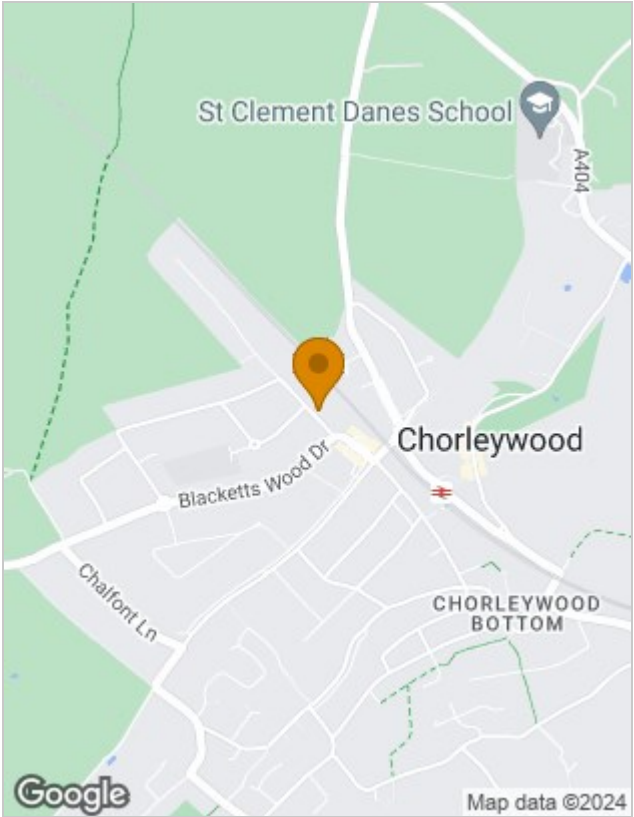 St Clement Danes School
A404
Chorleywood
Blacketts Wood Dr
Chalfont Ln
CHORLEYWOOD
BOTTOM
Google
Map data ©2024